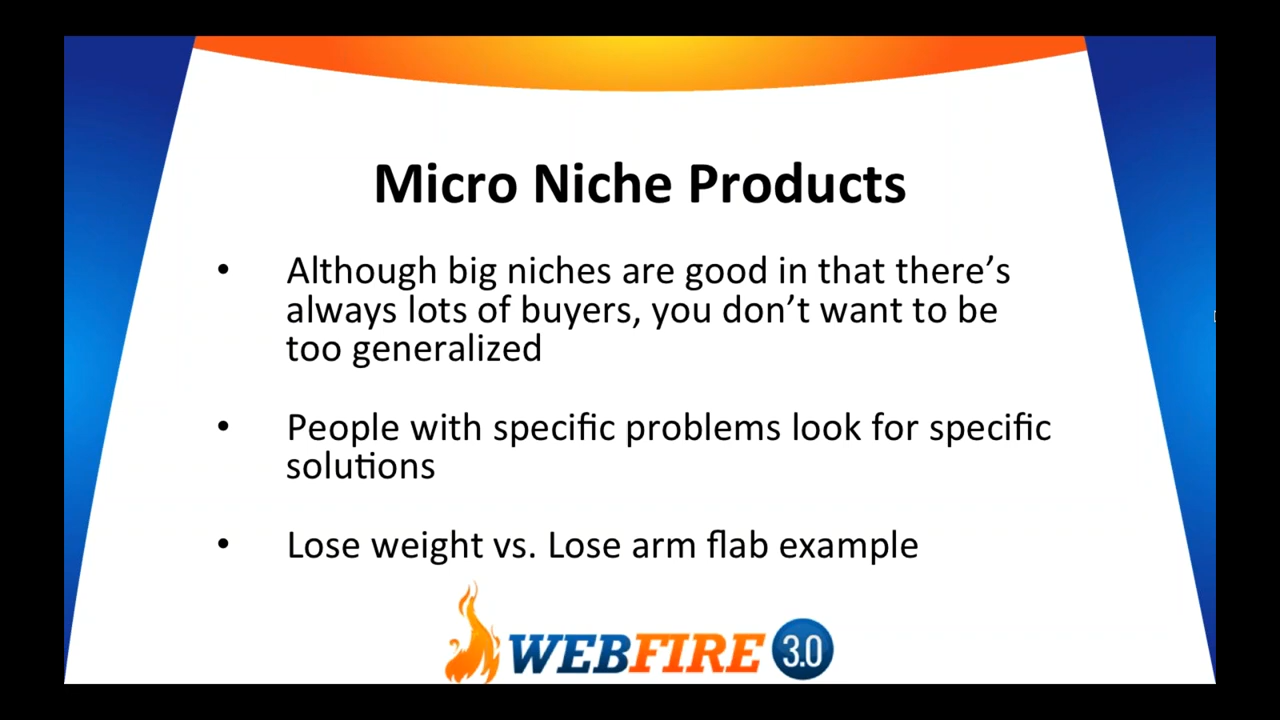 Micro Niche Products
• Although big niches are good in that there’s
always lots of buyers, you don’t want to be
too generalized
• People with specific problems look for specific
solutions
• Lose weight vs. Lose arm flab example
WEBFIRE 3.0